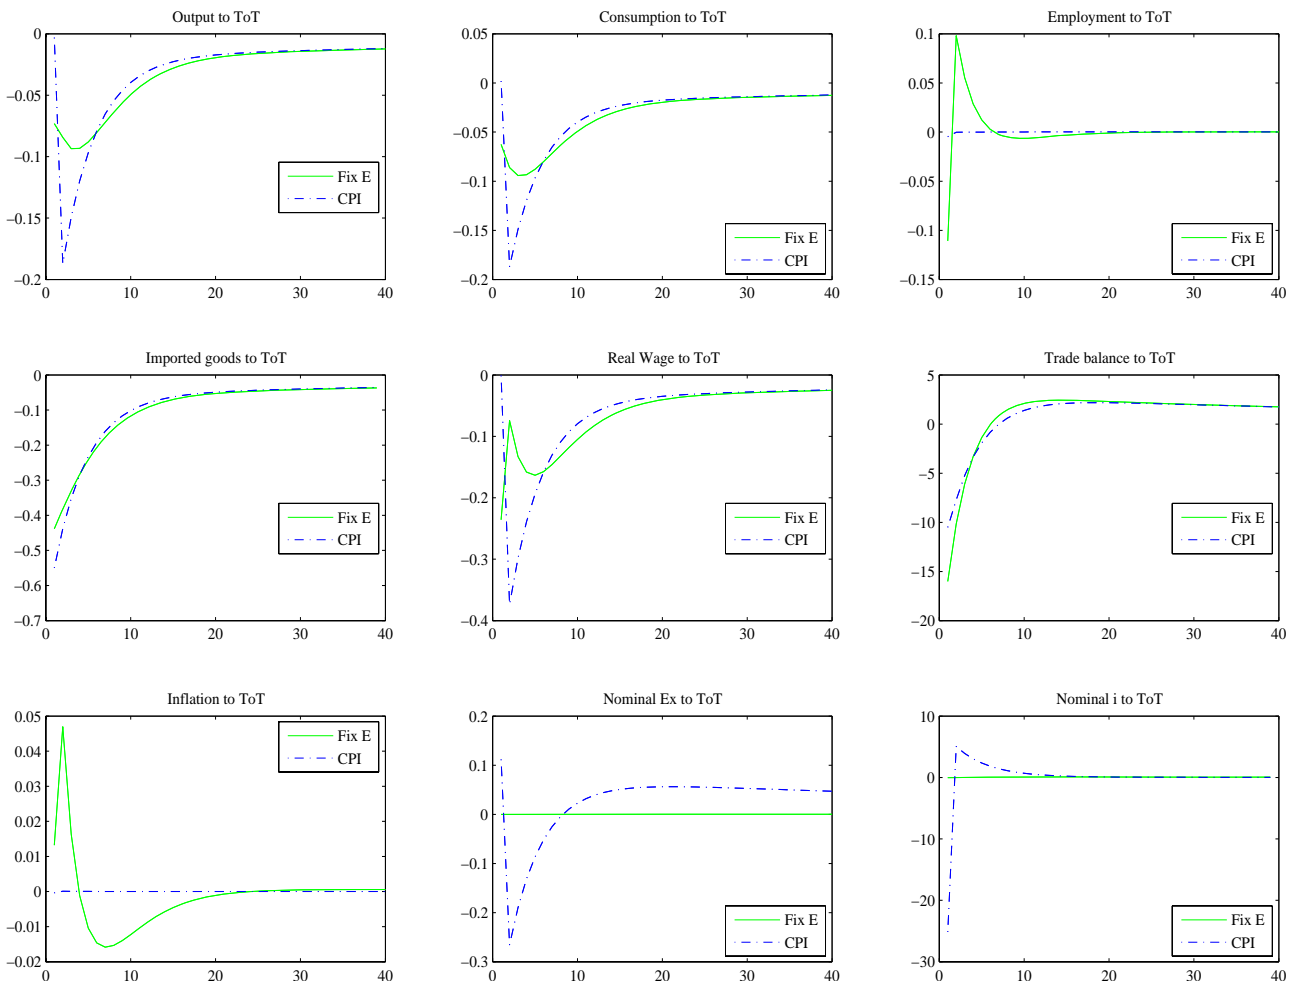 Output to ToT
0
−0.05
−0.1
−0.15
−0.2
0 10 20 30 40
Fix E
CPI
Consumption to ToT
0.05
0
−0.05
−0.1
−0.15
−0.2
0 10 20 30 40
Fix E
CPI
Employment to ToT
0.1
0.05
0
−0.05
−0.1
−0.15
0 10 20 30 40
Fix E
CPI
Imported goods to ToT
0
−0.1
−0.2
−0.3
−0.4
−0.5
−0.6
−0.7
0 10 20 30 40
Fix E
CPI
Real Wage to ToT
0
−0.1
−0.2
−0.3
−0.4
0 10 20 30 40
Fix E
CPI
Trade balance to ToT
5
0
−5
−10
−15
−20
0 10 20 30 40
Fix E
CPI
Inflation to ToT
0.05
0.04
0.03
0.02
0.01
0
−0.01
−0.02
0 10 20 30 40
Fix E
CPI
Nominal Ex to ToT
0.2
0.1
0
−0.1
−0.2
−0.3
0 10 20 30 40
Fix E
CPI
Nominal i to ToT
10
0
−10
−20
−30
0 10 20 30 40
Fix E
CPI